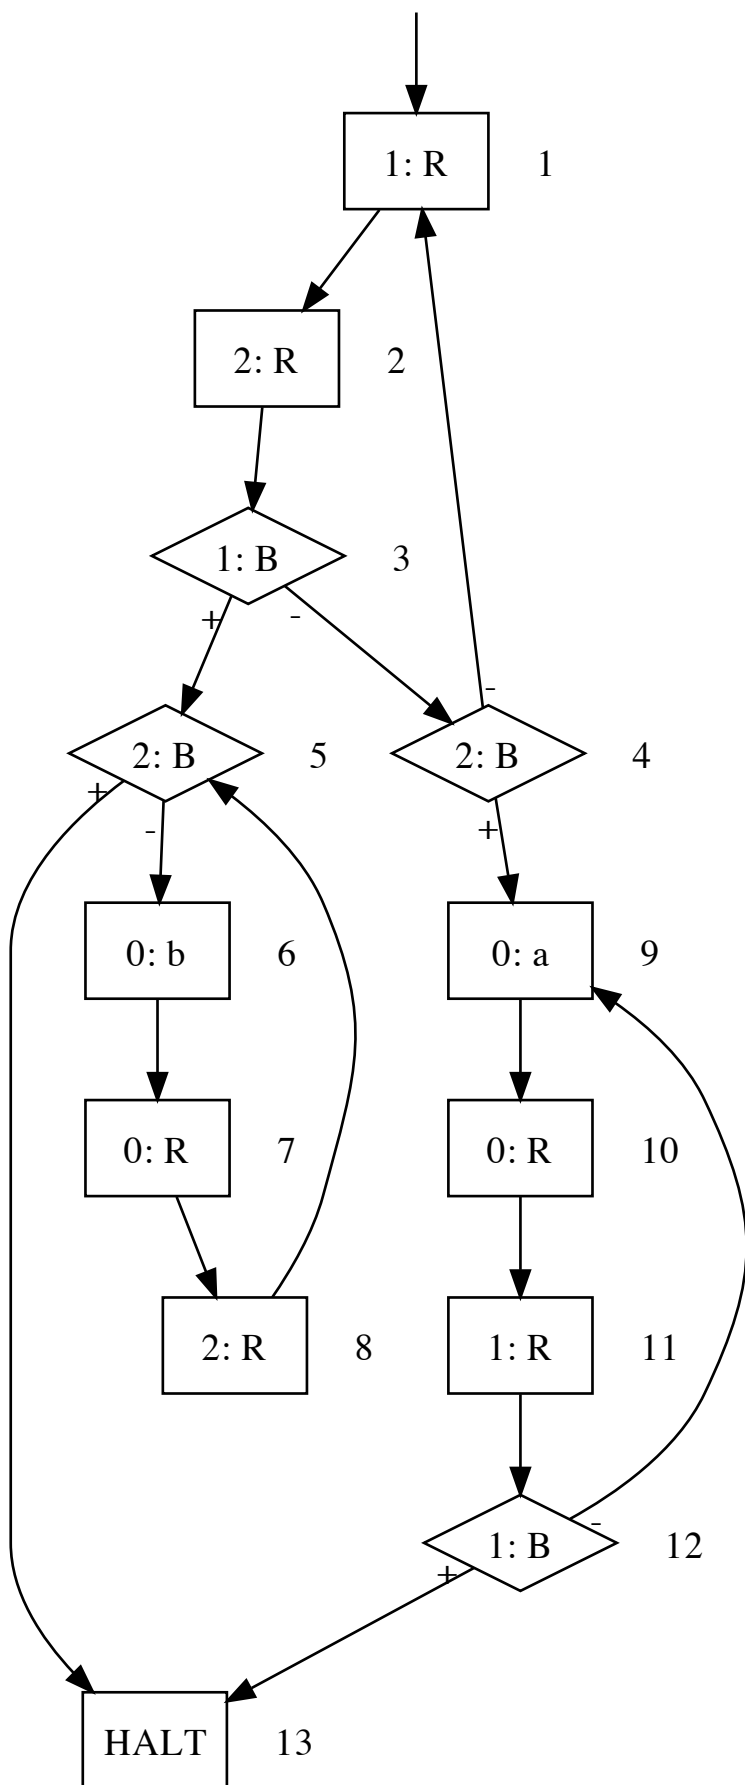 1: R 1
2: R 2
1: B 3
+ -
-
2: B 5
2: B 4
+ -
+
0: b 6
0: a 9
0: R 7
0: R 10
2: R 8
1: R 11
-
1: B 12
+
HALT 13